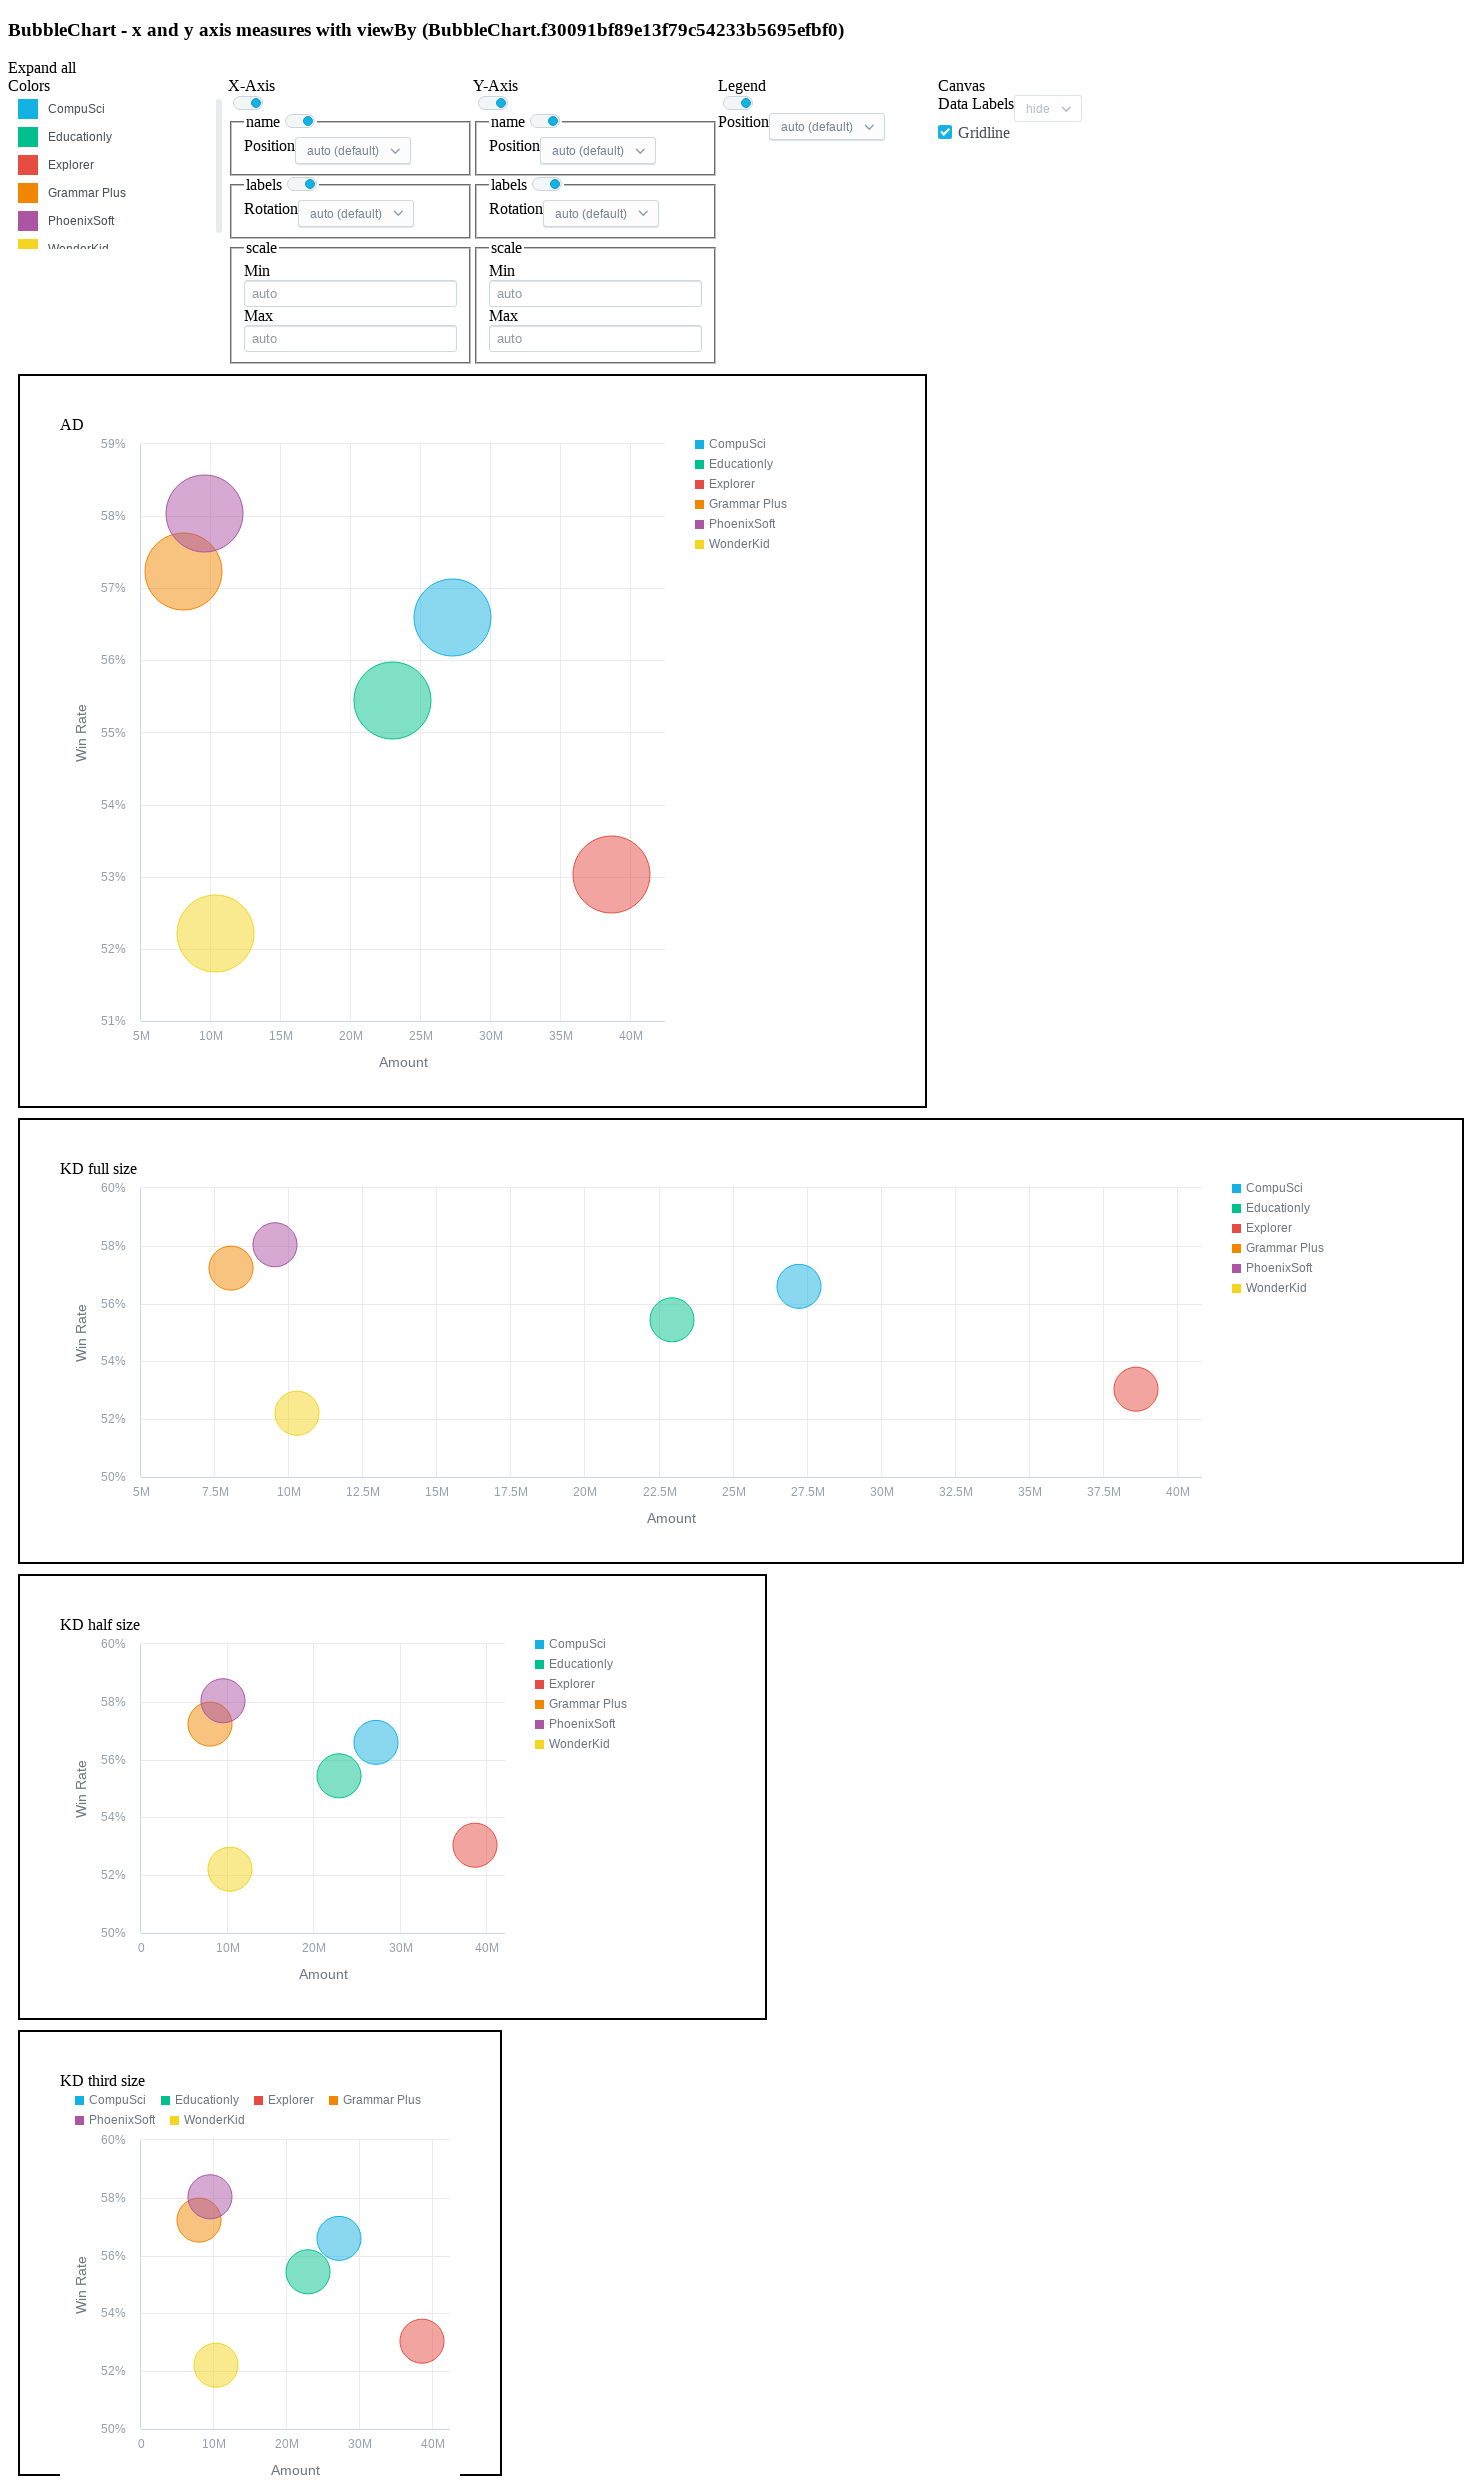 BubbleChart - x and y axis measures with viewBy (BubbleChart.f30091bf89e13f79c54233b5695efbf0)
Expand all
Colors
CompuSci
Educationly
Explorer
Grammar Plus
PhoenixSoft
WonderKid
X-Axis
name
Position auto (default)
labels
Rotation auto (default)
scale
Min
auto
Max
auto
Y-Axis
name
Position auto (default)
labels
Rotation auto (default)
scale
Min
auto
Max
auto
Legend
Position auto (default)
Canvas
Data Labels hide
Gridline
AD
59%
58%
57%
56%
55%
54%
53%
52%
51%
Win Rate
5M 10M 15M 20M 25M 30M 35M 40M
Amount
CompuSci
Educationly
Explorer
Grammar Plus
PhoenixSoft
WonderKid
KD full size
60%
58%
56%
54%
52%
50%
Win Rate
5M 7.5M 10M 12.5M 15M 17.5M 20M 22.5M 25M 27.5M 30M 32.5M 35M 37.5M 40M
Amount
CompuSci
Educationly
Explorer
Grammar Plus
PhoenixSoft
WonderKid
KD half size
60%
58%
56%
54%
52%
50%
Win Rate
0 10M 20M 30M 40M
Amount
CompuSci
Educationly
Explorer
Grammar Plus
PhoenixSoft
WonderKid
KD third size
CompuSci Educationly Explorer Grammar Plus
PhoenixSoft WonderKid
60%
58%
56%
54%
52%
50%
Win Rate
0 10M 20M 30M 40M
Amount